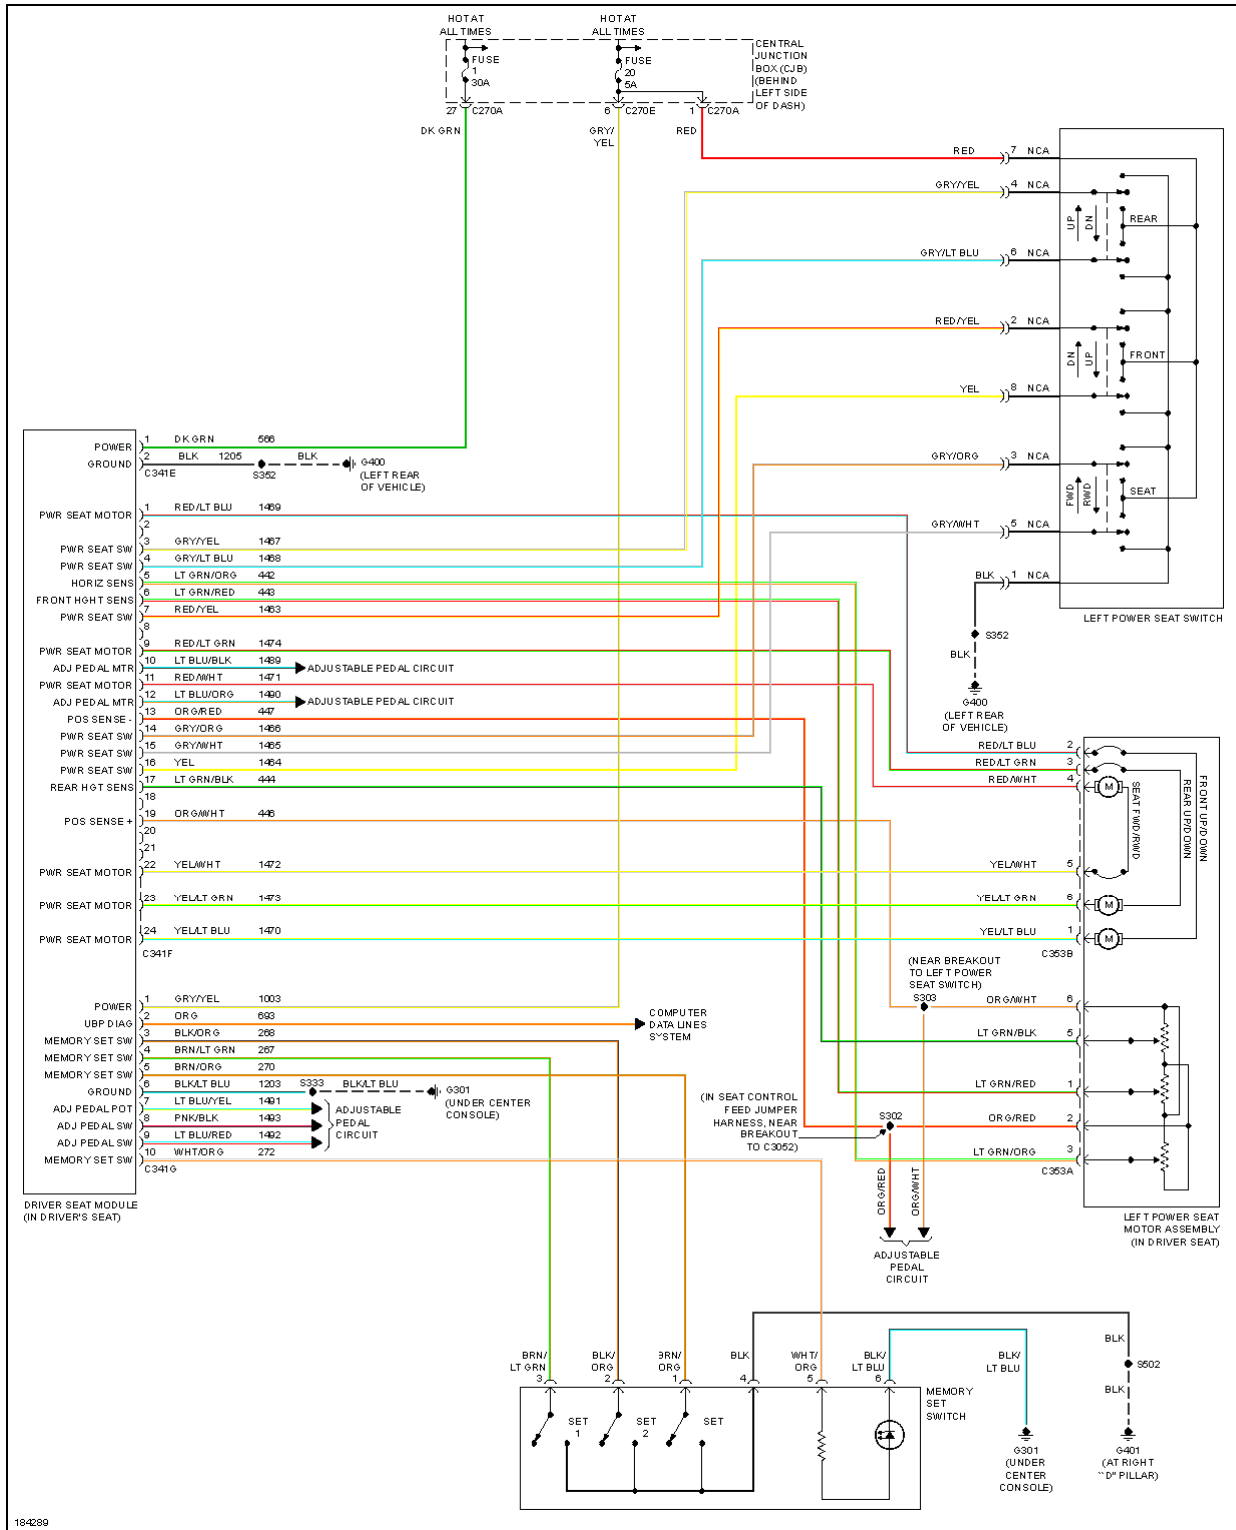 HOT AT
ALL TIMES
HOT AT
ALL TIMES
FUSE
1
30A
FUSE
20
5A
CENTRAL
JUNCTION
BOX (CJB)
(BEHIND
LEFT SIDE
OF DASH)
27 C270A
6 C270E
1 C270A
DK GRN
GRY/
YEL
RED
RED 7 NCA
GRY/YEL 4 NCA
UP
DN
REAR
GRY/LT BLU 6 NCA
RED/YEL 2 NCA
DN
UP
FRONT
YEL 8 NCA
GRY/ORG 3 NCA
FWD
RWD
SEAT
GRY/WHT 5 NCA
BLK 1 NCA
LEFT POWER SEAT SWITCH
S352
BLK
G400
(LEFT REAR
OF VEHICLE)
POWER 1 DK GRN 566
GROUND 2 BLK 1205 BLK
C341E
S352
G400
(LEFT REAR
OF VEHICLE)
PWR SEAT MOTOR 1 RED/LT BLU 1469
2
PWR SEAT SW 3 GRY/YEL 1467
PWR SEAT SW 4 GRY/LT BLU 1468
HORIZ SENS 5 LT GRN/ORG 442
FRONT HGHT SENS 6 LT GRN/RED 443
PWR SEAT SW 7 RED/YEL 1463
8
PWR SEAT MOTOR 9 RED/LT GRN 1474
ADJ PEDAL MTR 10 LT BLU/BLK 1489 ADJUSTABLE PEDAL CIRCUIT
PWR SEAT MOTOR 11 RED/WHT 1471
ADJ PEDAL MTR 12 LT BLU/ORG 1490 ADJUSTABLE PEDAL CIRCUIT
POS SENSE - 13 ORG/RED 447
PWR SEAT SW 14 GRY/ORG 1466
PWR SEAT SW 15 GRY/WHT 1465
PWR SEAT SW 16 YEL 1464
REAR HGT SENS 17 LT GRN/BLK 444
18
POS SENSE + 19 ORG/WHT 446
20
21
PWR SEAT MOTOR 22 YEL/WHT 1472
PWR SEAT MOTOR 23 YEL/LT GRN 1473
PWR SEAT MOTOR 24 YEL/LT BLU 1470
C341F
RED/LT BLU 2
RED/LT GRN 3
RED/WHT 4
M
SEAT FWD/RWD
REAR UP/DOWN
FRONT UP/DOWN
YEL/WHT 5
YEL/LT GRN 6
M
YEL/LT BLU 1
M
C353B
(NEAR BREAKOUT
TO LEFT POWER
SEAT SWITCH)
S303
ORG/WHT 6
LT GRN/BLK 5
LT GRN/RED 1
ORG/RED 2
LT GRN/ORG 3
C353A
(IN SEAT CONTROL
FEED JUMPER
HARNESS, NEAR
BREAKOUT
TO C3052)
S302
ORG/RED
ORG/WHT
ADJUSTABLE
PEDAL
CIRCUIT
LEFT POWER SEAT
MOTOR ASSEMBLY
(IN DRIVER SEAT)
POWER 1 GRY/YEL 1003
UBP DIAG 2 ORG 693
COMPUTER
DATA LINES
SYSTEM
MEMORY SET SW 3 BLK/ORG 268
MEMORY SET SW 4 BRN/LT GRN 267
MEMORY SET SW 5 BRN/ORG 270
GROUND 6 BLK/LT BLU 1203 S333 BLK/LT BLU
G301
(UNDER CENTER
CONSOLE)
ADJ PEDAL POT 7 LT BLU/YEL 1491
ADJ PEDAL SW 8 PNK/BLK 1493
ADJ PEDAL SW 9 LT BLU/RED 1492
ADJUSTABLE
PEDAL
CIRCUIT
MEMORY SET SW 10 WHT/ORG 272
C341G
DRIVER SEAT MODULE
(IN DRIVER'S SEAT)
BRN/
LT GRN
3
BLK/
ORG
2
BRN/
ORG
1
BLK
4
WHT/
ORG
5
BLK/
LT BLU
6
BLK/
LT BLU
BLK
S502
BLK
MEMORY
SET
SWITCH
SET
1
SET
2
SET
G301
(UNDER
CENTER
CONSOLE)
G401
(AT RIGHT
"D" PILLAR)
184289